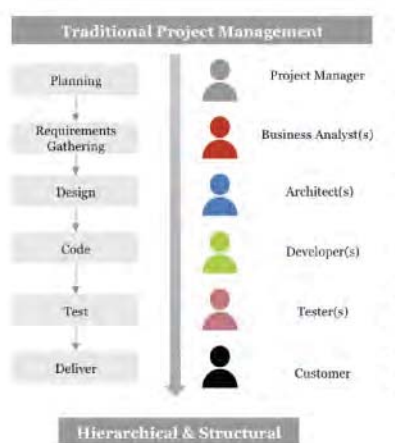 Traditional Project Management
Planning
Project Manager
Requirements
Gathering
Business Analyst(s)
Design
Architect(s)
Code
Developer(s)
Test
Tester(s)
Deliver
Customer
Hierarchical & Structural